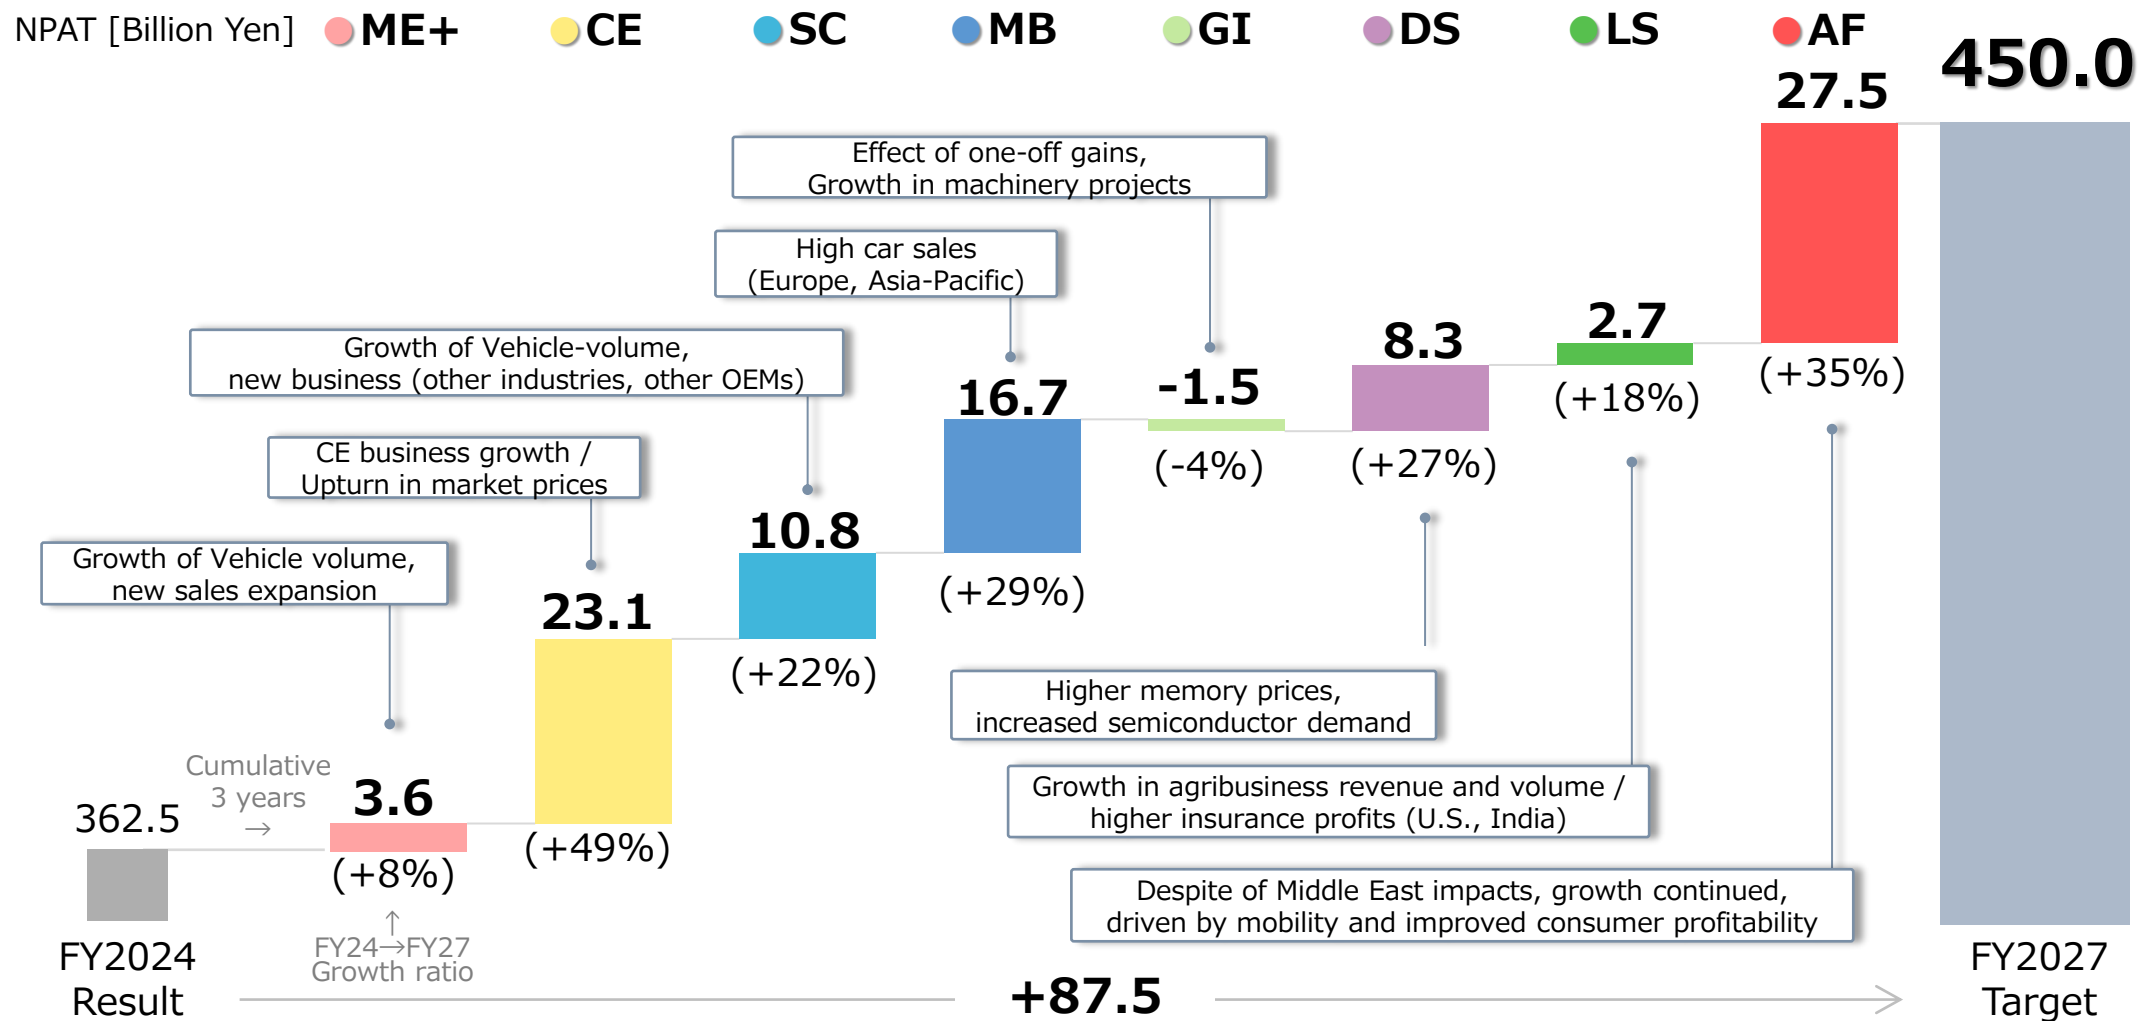 NPAT [Billion Yen]
ME+
CE
SC
MB
GI
DS
LS
AF
450.0
27.5
Effect of one-off gains,
Growth in machinery projects
High car sales
(Europe, Asia-Pacific)
Growth of Vehicle-volume,
new business (other industries, other OEMs)
2.7
8.3
(+35%)
-1.5
16.7
(+18%)
CE business growth /
Upturn in market prices
(-4%)
(+27%)
10.8
Growth of Vehicle volume,
new sales expansion
(+29%)
23.1
(+22%)
Higher memory prices,
increased semiconductor demand
Cumulative
3 years
→
3.6
362.5
Growth in agribusiness revenue and volume /
higher insurance profits (U.S., India)
(+49%)
(+8%)
Despite of Middle East impacts, growth continued,
driven by mobility and improved consumer profitability
↑
FY24→FY27
Growth ratio
FY2024
Result
+87.5
FY2027
Target